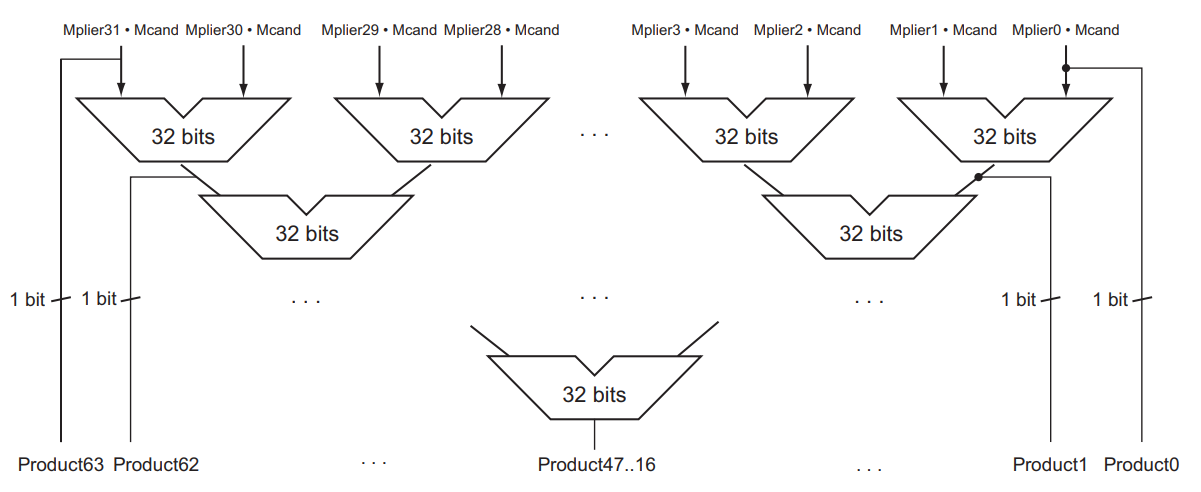 Mplier31 • Mcand Mplier30 • Mcand Mplier29 • Mcand Mplier28 • Mcand Mplier3 • Mcand Mplier2 • Mcand Mplier1 • Mcand Mplier0 • Mcand
32 bits 32 bits . . . 32 bits 32 bits
32 bits 32 bits
1 bit 1 bit . . . . . . . . . 1 bit 1 bit
32 bits
Product63 Product62 . . . Product47..16 . . . Product1 Product0